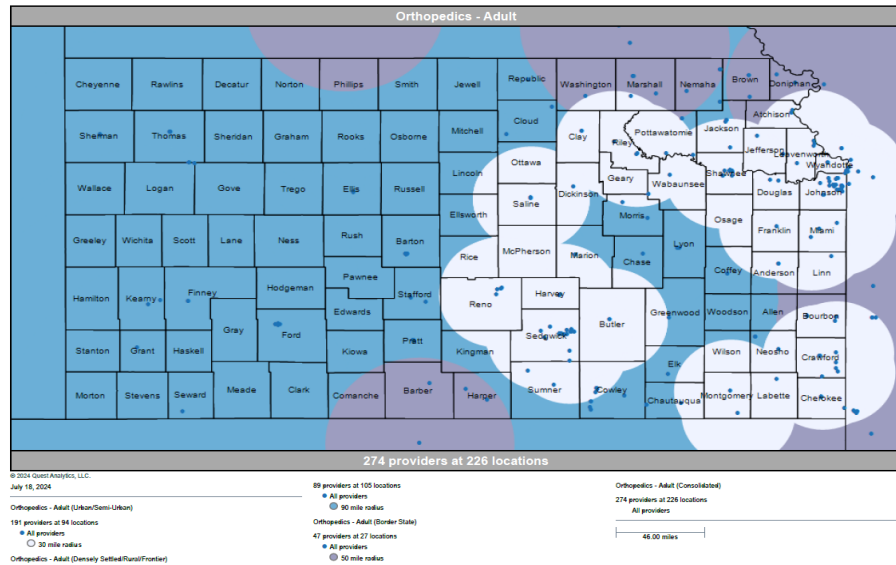 Orthopedics - Adult
Cheyenne Rawlins Decatur Norton Phillips Smith Jewell Republic Washington Marshall Nemaha Brown Doniphan
Sherman Thomas Sheridan Graham Rooks Osborne Mitchell Cloud Clay Riley Pottawatomie Jackson Atchison
Jefferson Leavenworth Wyandotte
Wallace Logan Gove Trego Ellis Russell Lincoln Ottawa Geary Wabaunsee Shawnee Douglas Johnson
Ellsworth Saline Dickinson Morris Osage Franklin Miami
Greeley Wichita Scott Lane Ness Rush Barton Rice McPherson Marion Chase Lyon Coffey Anderson Linn
Hamilton Kearny Finney Hodgeman Pawnee Stafford Reno Harvey Butler Greenwood Woodson Allen Bourbon
Gray Ford Edwards
Stanton Grant Haskell Kiowa Pratt Kingman Sedgwick Elk Wilson Neosho Crawford
Morton Stevens Seward Meade Clark Comanche Barber Harper Sumner Cowley Chautauqua Montgomery Labette Cherokee
274 providers at 226 locations
© 2024 Quest Analytics, LLC.
July 18, 2024
Orthopedics - Adult (Urban/Semi-Urban)
191 providers at 94 locations
All providers
30 mile radius
Orthopedics - Adult (Densely Settled/Rural/Frontier)
89 providers at 105 locations
All providers
90 mile radius
Orthopedics - Adult (Border State)
47 providers at 27 locations
All providers
50 mile radius
Orthopedics - Adult (Consolidated)
274 providers at 226 locations
All providers
46.00 miles